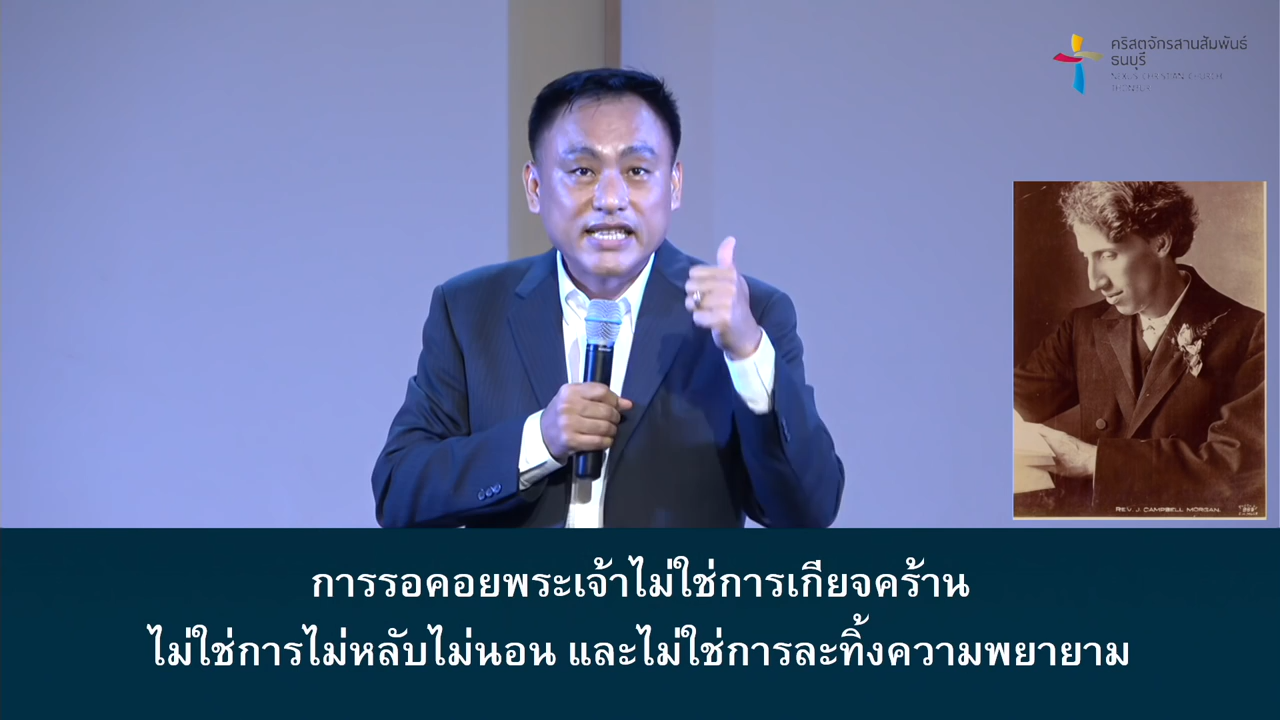 คริสตจักรสานสัมพันธ์
ธนบุรี
NEXUS CHRISTIAN CHURCH
THONBURI
REV. J. CAMPBELL MORGAN.
การรอคอยพระเจ้าไม่ใช่การเกียจคร้าน
ไม่ใช่การไม่หลับไม่นอน และไม่ใช่การละทิ้งความพยายาม